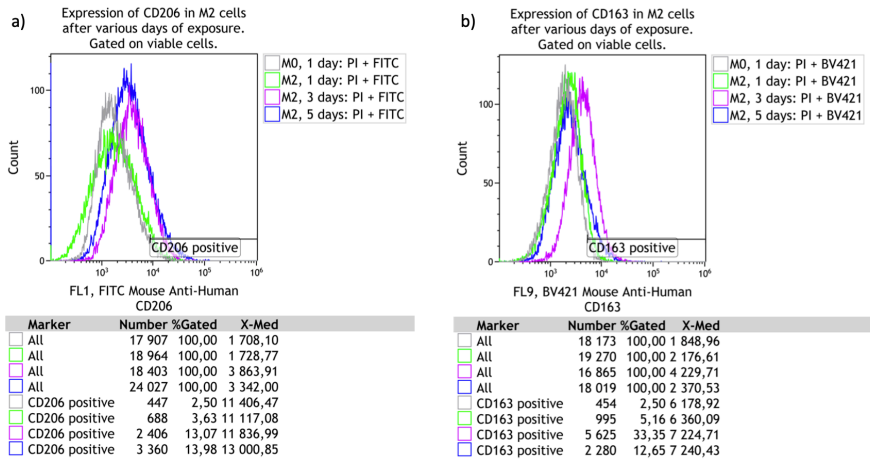 a)
Expression of CD206 in M2 cells
after various days of exposure.
Gated on viable cells.
M0, 1 day: PI + FITC
M2, 1 day: PI + FITC
M2, 3 days: PI + FITC
M2, 5 days: PI + FITC
Count
100
50
0
CD206 positive
10³ 10⁴ 10⁵ 10⁶
FL1, FITC Mouse Anti-Human
CD206
Marker Number %Gated X-Med
All 17 907 100,00 1 708,10
All 18 964 100,00 1 728,77
All 18 403 100,00 3 863,91
All 24 027 100,00 3 342,00
CD206 positive 447 2,50 11 406,47
CD206 positive 688 3,63 11 117,08
CD206 positive 2 406 13,07 11 836,99
CD206 positive 3 360 13,98 13 000,85
b)
Expression of CD163 in M2 cells
after various days of exposure.
Gated on viable cells.
M0, 1 day: PI + BV421
M2, 1 day: PI + BV421
M2, 3 days: PI + BV421
M2, 5 days: PI + BV421
Count
100
50
0
CD163 positive
10³ 10⁴ 10⁵ 10⁶
FL9, BV421 Mouse Anti-Human
CD163
Marker Number %Gated X-Med
All 18 173 100,00 1 848,96
All 19 270 100,00 2 176,61
All 16 865 100,00 4 229,71
All 18 019 100,00 2 370,53
CD163 positive 454 2,50 6 178,92
CD163 positive 995 5,16 6 360,09
CD163 positive 5 625 33,35 7 224,71
CD163 positive 2 280 12,65 7 240,43